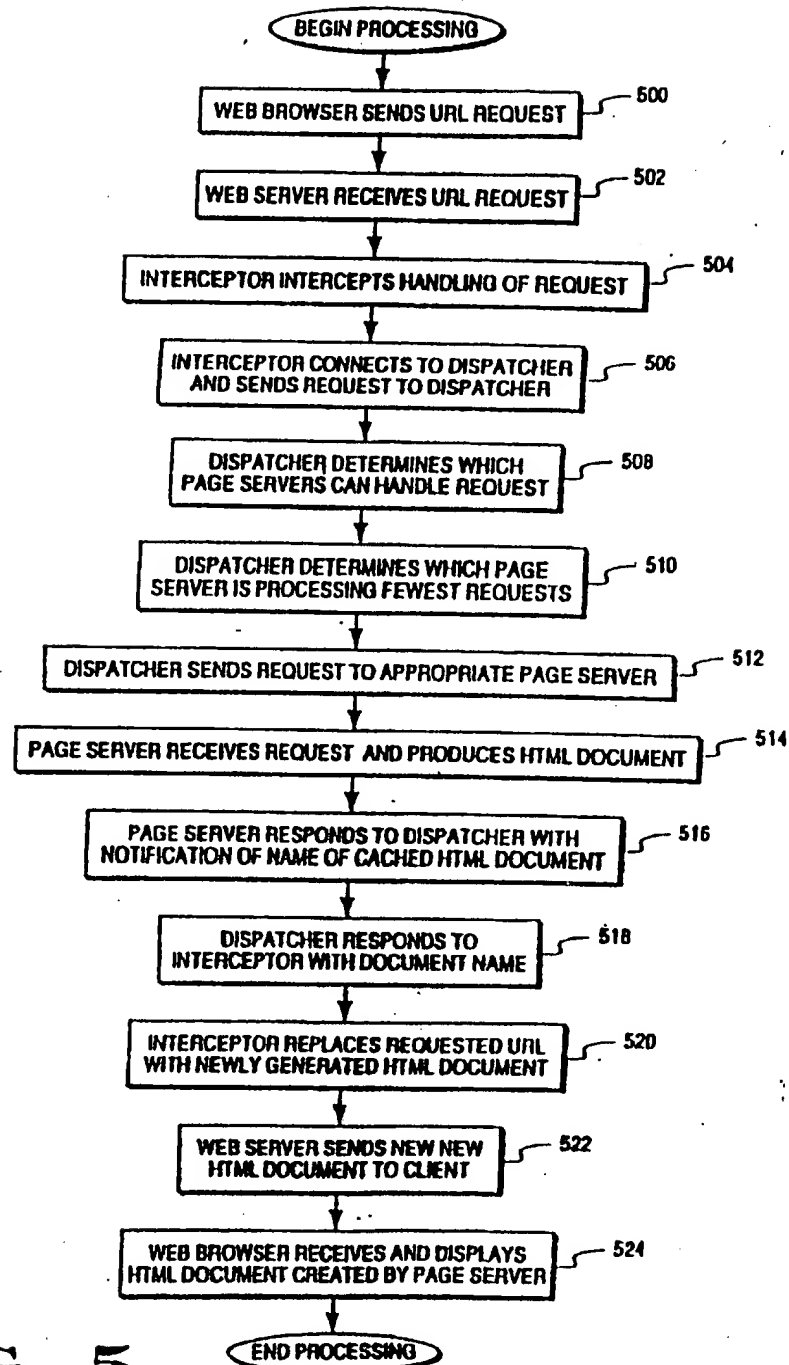 BEGIN PROCESSING
WEB BROWSER SENDS URL REQUEST
500
WEB SERVER RECEIVES URL REQUEST
502
INTERCEPTOR INTERCEPTS HANDLING OF REQUEST
504
INTERCEPTOR CONNECTS TO DISPATCHER
AND SENDS REQUEST TO DISPATCHER
506
DISPATCHER DETERMINES WHICH
PAGE SERVERS CAN HANDLE REQUEST
508
DISPATCHER DETERMINES WHICH PAGE
SERVER IS PROCESSING FEWEST REQUESTS
510
DISPATCHER SENDS REQUEST TO APPROPRIATE PAGE SERVER
512
PAGE SERVER RECEIVES REQUEST AND PRODUCES HTML DOCUMENT
514
PAGE SERVER RESPONDS TO DISPATCHER WITH
NOTIFICATION OF NAME OF CACHED HTML DOCUMENT
516
DISPATCHER RESPONDS TO
INTERCEPTOR WITH DOCUMENT NAME
518
INTERCEPTOR REPLACES REQUESTED URL
WITH NEWLY GENERATED HTML DOCUMENT
520
WEB SERVER SENDS NEW NEW
HTML DOCUMENT TO CLIENT
522
WEB BROWSER RECEIVES AND DISPLAYS
HTML DOCUMENT CREATED BY PAGE SERVER
524
END PROCESSING